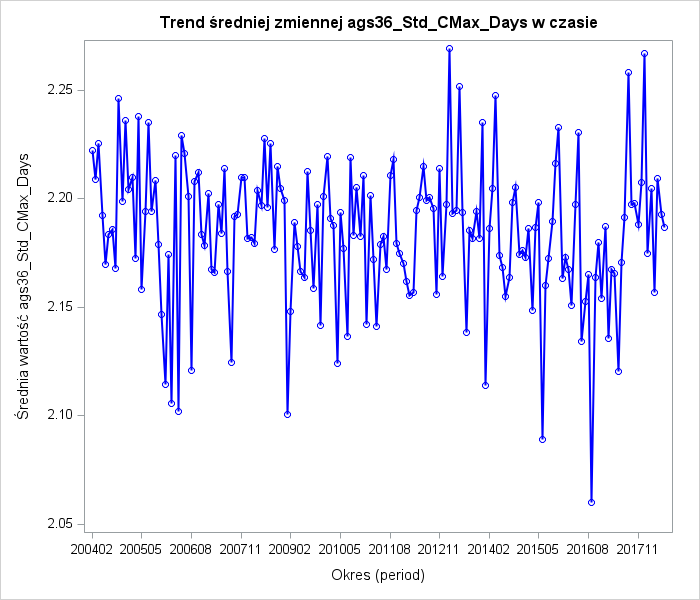 Trend średniej zmiennej ags36_Std_CMax_Days w czasie
Średnia wartość ags36_Std_CMax_Days
2.25
2.20
2.15
2.10
2.05
200402 200505 200608 200711 200902 201005 201108 201211 201402 201505 201608 201711
Okres (period)